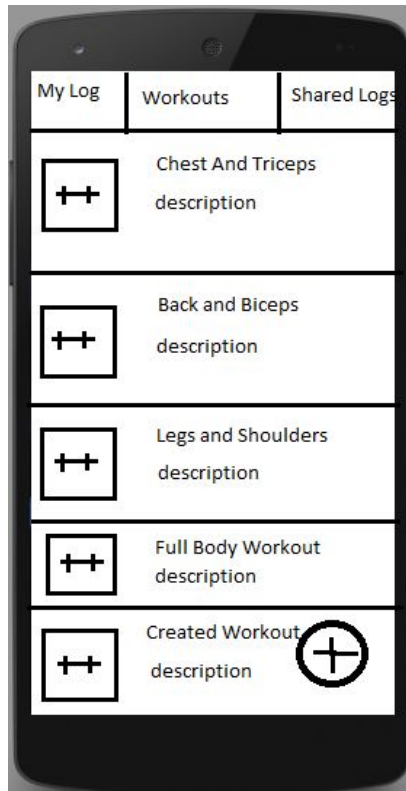 My Log
Workouts
Shared Logs
Chest And Triceps
description
Back and Biceps
description
Legs and Shoulders
description
Full Body Workout
description
Created Workout
description